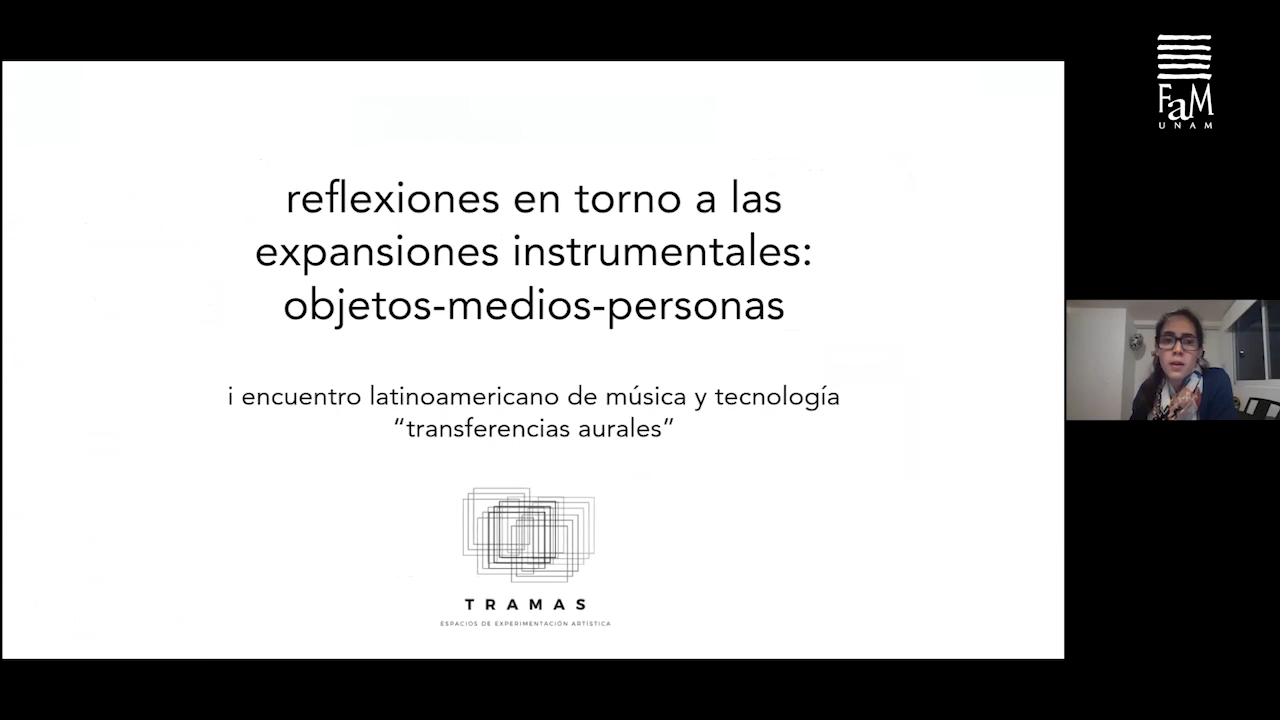 reflexiones en torno a las
expansiones instrumentales:
objetos-medios-personas
i encuentro latinoamericano de música y tecnología
“transferencias aurales”
TRAMAS
ESPACIOS DE EXPERIMENTACIÓN ARTÍSTICA
FaM
UNAM